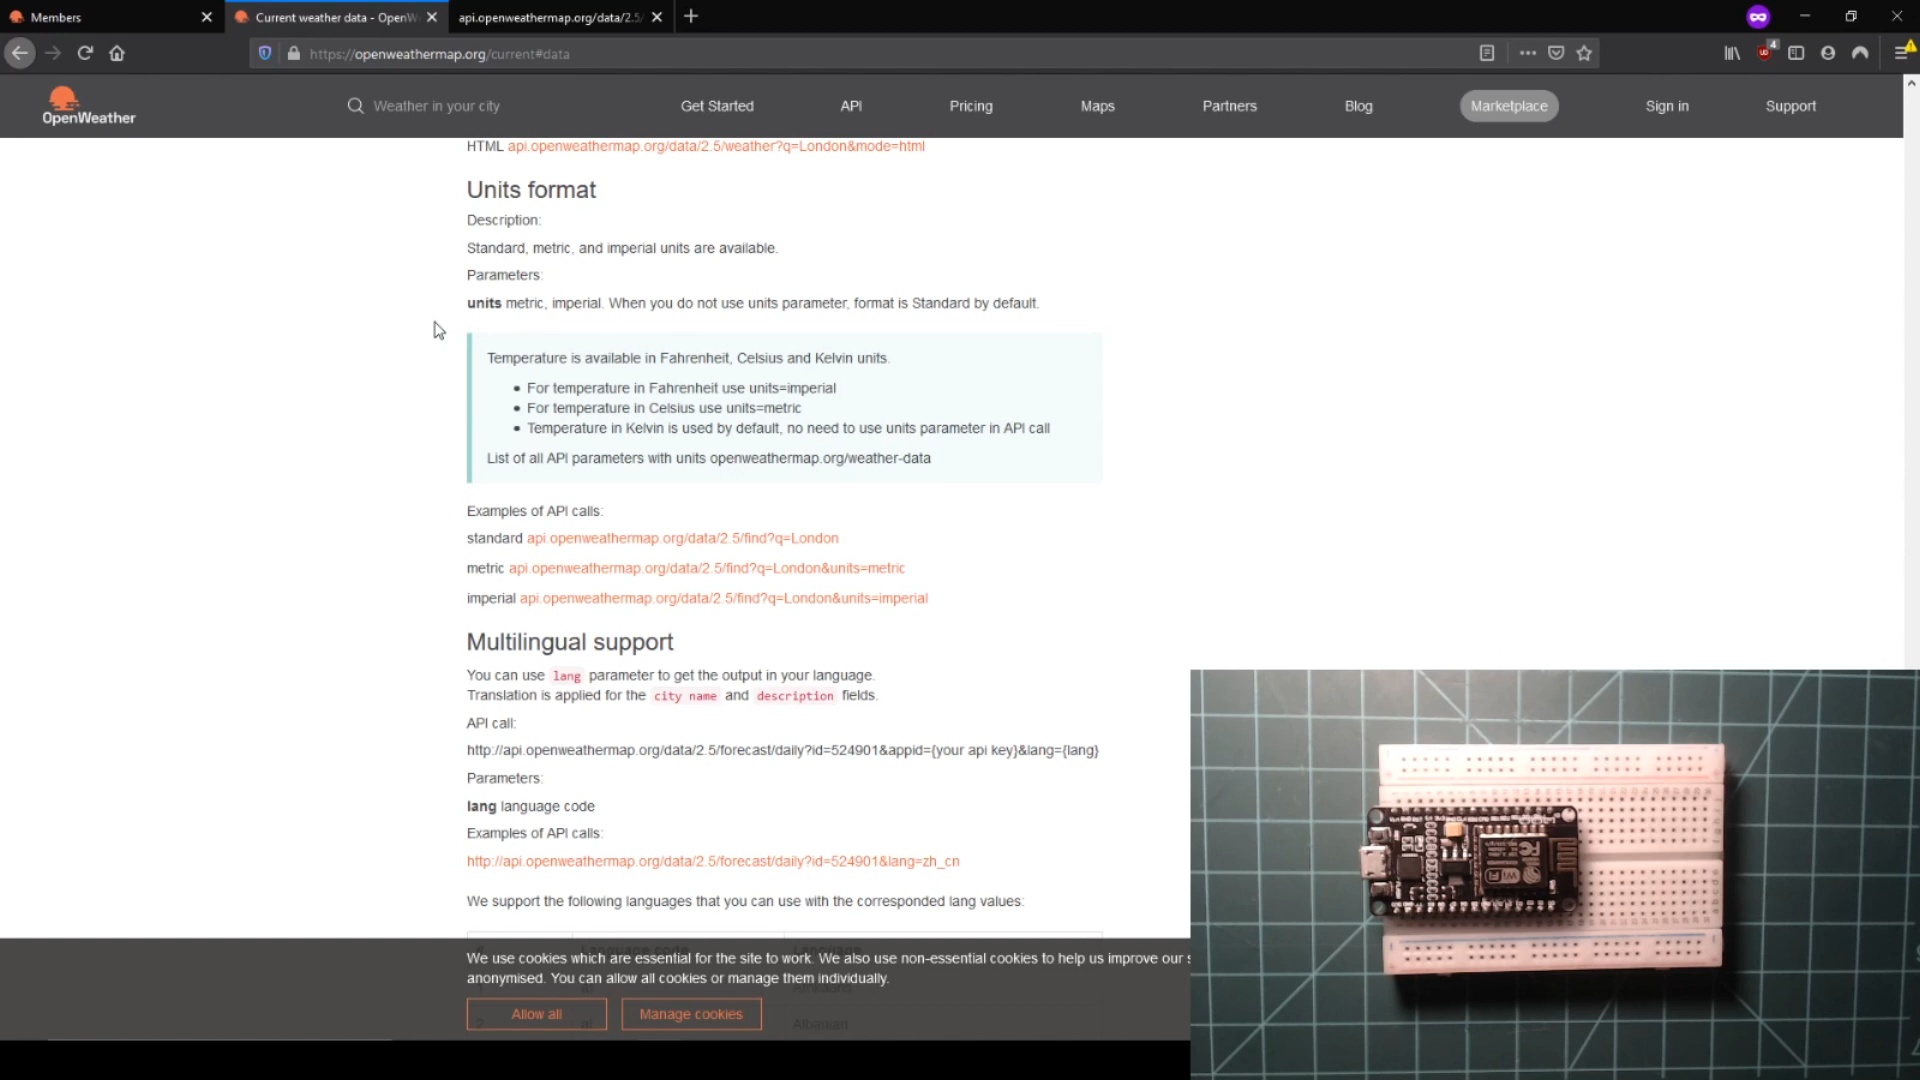 Members
Current weather data - OpenW
api.openweathermap.org/data/2.5/
https://openweathermap.org/current#data
4
OpenWeather
Weather in your city
Get Started
API
Pricing
Maps
Partners
Blog
Marketplace
Sign in
Support
HTML api.openweathermap.org/data/2.5/weather?q=London&mode=html
Units format
Description:
Standard, metric, and imperial units are available.
Parameters:
units metric, imperial. When you do not use units parameter, format is Standard by default.
Temperature is available in Fahrenheit, Celsius and Kelvin units.
• For temperature in Fahrenheit use units=imperial
• For temperature in Celsius use units=metric
• Temperature in Kelvin is used by default, no need to use units parameter in API call
List of all API parameters with units openweathermap.org/weather-data
Examples of API calls:
standard api.openweathermap.org/data/2.5/find?q=London
metric api.openweathermap.org/data/2.5/find?q=London&units=metric
imperial api.openweathermap.org/data/2.5/find?q=London&units=imperial
Multilingual support
You can use lang parameter to get the output in your language.
Translation is applied for the city name and description fields.
API call:
http://api.openweathermap.org/data/2.5/forecast/daily?id=524901&appid={your api key}&lang={lang}
Parameters:
lang language code
Examples of API calls:
http://api.openweathermap.org/data/2.5/forecast/daily?id=524901&lang=zh_cn
We support the following languages that you can use with the corresponded lang values:
# Language code Language
We use cookies which are essential for the site to work. We also use non-essential cookies to help us improve our s
anonymised. You can allow all cookies or manage them individually.
Allow all
Manage cookies
2 al Albanian
WiFi